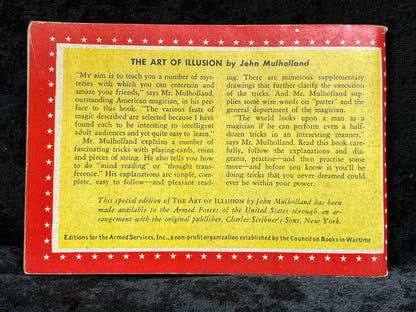 THE ART OF ILLUSION by John Mulholland
"My aim is to teach you a number of mys-
teries with which you can entertain and
amaze your friends," says Mr. Mulholland,
outstanding American magician, in his pre-
face to this book. "The various feats of
magic described are selected because I have
found each to be interesting to intelligent
adult audiences and yet quite easy to learn."
Mr. Mulholland explains a number of
fascinating tricks with playing-cards, coins
and pieces of string. He also tells you how
to do "mind reading" or "thought trans-
ference." His explanations are simple, com-
plete, easy to follow—and pleasant read-
ing. There are numerous supplementary
drawings that further clarify the execution
of the tricks. And Mr. Mulholland sup-
plies some wise words on "patter" and the
general deportment of the magician.
"The world looks upon a man as a
magician if he can perform even a half-
dozen tricks in an interesting manner,"
says Mr. Mulholland. Read this book care-
fully, follow the explanations and dia-
grams, practise—and then practise some
more—and before you know it you'll be
doing tricks that you never dreamed could
ever be within your power.
This special edition of THE ART OF ILLUSION by John Mulholland has
been made available to the Armed Forces of the United States through an ar-
rangement with the original publisher, Charles Scribner's Sons, New York.
Editions for the Armed Services, Inc., a non-profit organization established by the Council on Books in Wartime